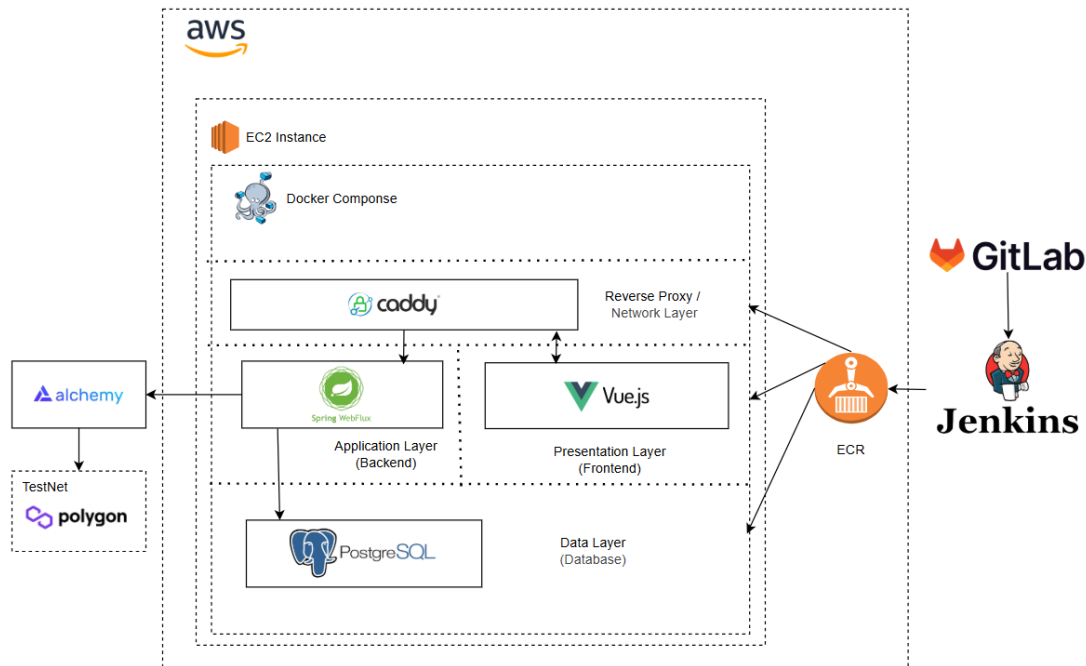 aws
EC2 Instance
Docker Componse
GitLab
caddy
Reverse Proxy /
Network Layer
alchemy
Spring WebFlux
Vue.js
Jenkins
Application Layer
(Backend)
Presentation Layer
(Frontend)
ECR
TestNet
polygon
PostgreSQL
Data Layer
(Database)